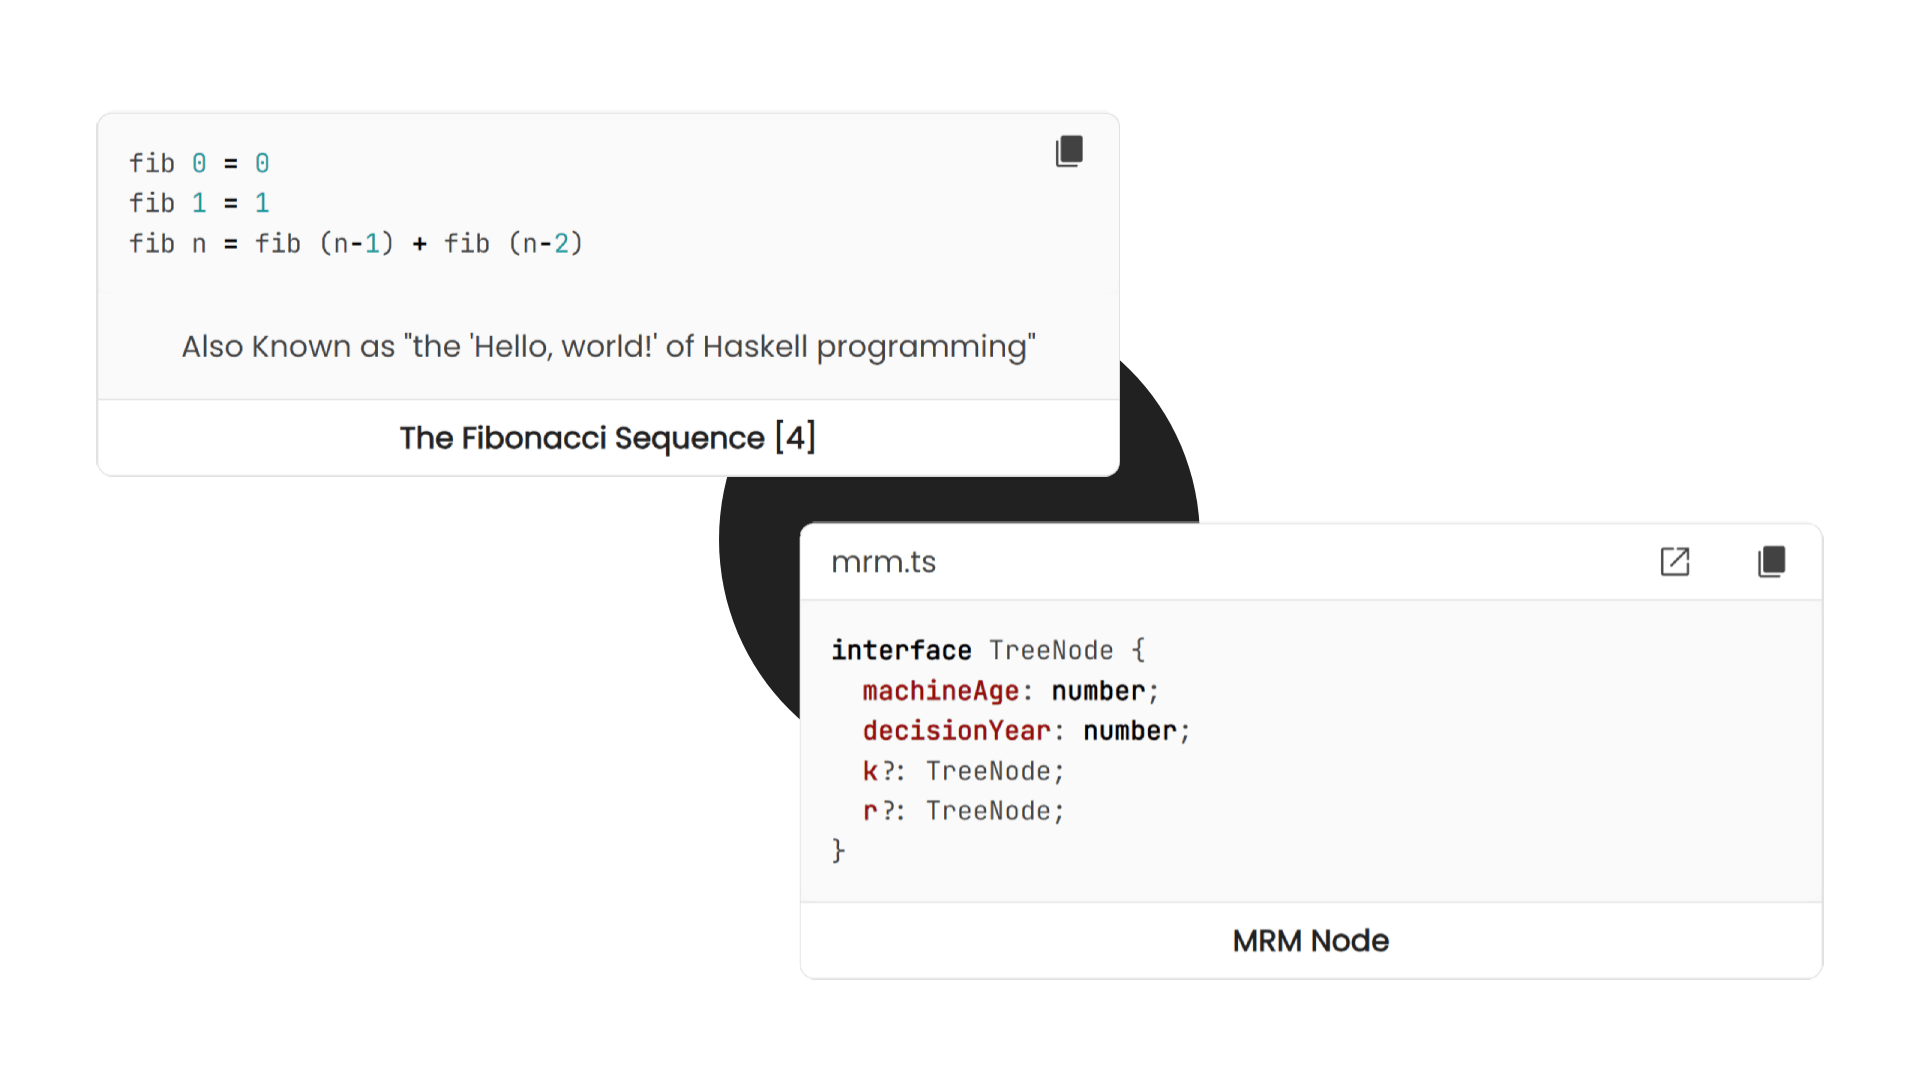 fib 0 = 0
fib 1 = 1
fib n = fib (n-1) + fib (n-2)
Also Known as "the 'Hello, world!' of Haskell programming"
The Fibonacci Sequence [4]
mrm.ts
interface TreeNode {
  machineAge: number;
  decisionYear: number;
  k?: TreeNode;
  r?: TreeNode;
}
MRM Node